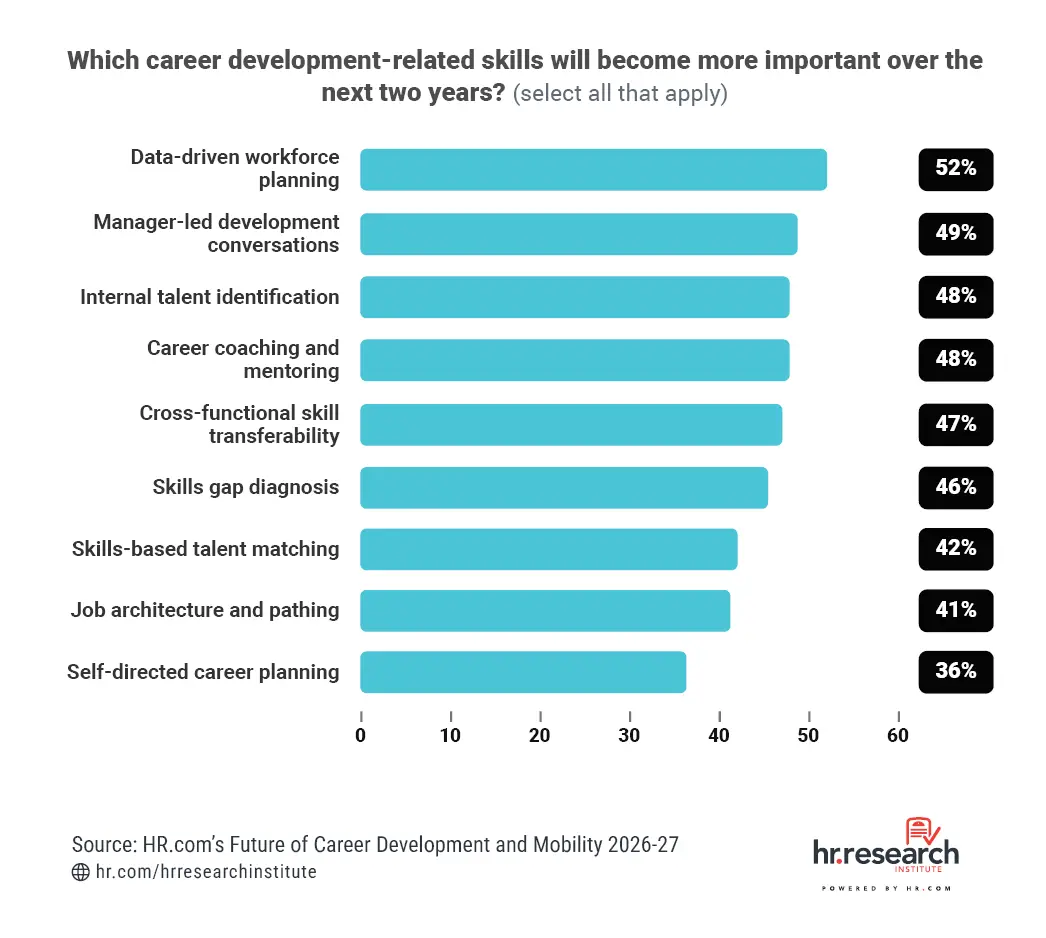 Which career development-related skills will become more important over the
next two years? (select all that apply)
Data-driven workforce
planning
52%
Manager-led development
conversations
49%
Internal talent identification
48%
Career coaching and
mentoring
48%
Cross-functional skill
transferability
47%
Skills gap diagnosis
46%
Skills-based talent matching
42%
Job architecture and pathing
41%
Self-directed career planning
36%
0 10 20 30 40 50 60
Source: HR.com’s Future of Career Development and Mobility 2026-27
hr.com/hrresearchinstitute
hr.research
INSTITUTE
POWERED BY HR.COM